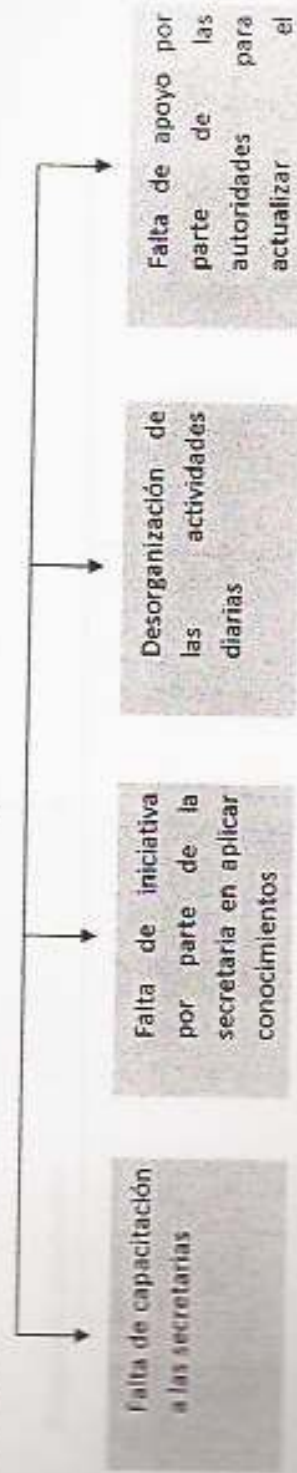 Falta de capacitación
a las secretarias
Falta de iniciativa
por parte de la
secretaria en aplicar
conocimientos
Desorganización de
las actividades
diarias
Falta de apoyo por
parte de las
autoridades para
actualizar el